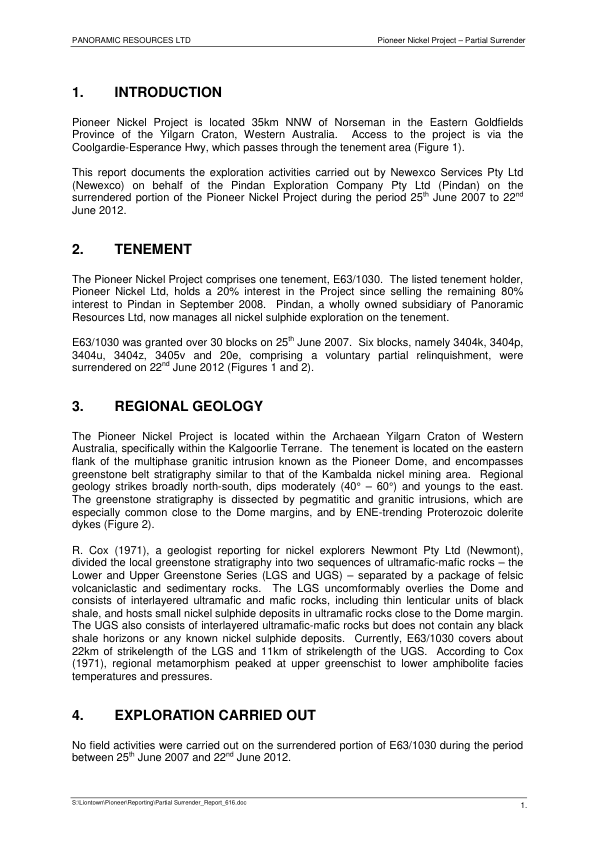 PANORAMIC RESOURCES LTD Pioneer Nickel Project – Partial Surrender
1. INTRODUCTION
Pioneer Nickel Project is located 35km NNW of Norseman in the Eastern Goldfields
Province of the Yilgarn Craton, Western Australia. Access to the project is via the
Coolgardie-Esperance Hwy, which passes through the tenement area (Figure 1).
This report documents the exploration activities carried out by Newexco Services Pty Ltd
(Newexco) on behalf of the Pindan Exploration Company Pty Ltd (Pindan) on the
surrendered portion of the Pioneer Nickel Project during the period 25th June 2007 to 22nd
June 2012.
2. TENEMENT
The Pioneer Nickel Project comprises one tenement, E63/1030. The listed tenement holder,
Pioneer Nickel Ltd, holds a 20% interest in the Project since selling the remaining 80%
interest to Pindan in September 2008. Pindan, a wholly owned subsidiary of Panoramic
Resources Ltd, now manages all nickel sulphide exploration on the tenement.
E63/1030 was granted over 30 blocks on 25th June 2007. Six blocks, namely 3404k, 3404p,
3404u, 3404z, 3405v and 20e, comprising a voluntary partial relinquishment, were
surrendered on 22nd June 2012 (Figures 1 and 2).
3. REGIONAL GEOLOGY
The Pioneer Nickel Project is located within the Archaean Yilgarn Craton of Western
Australia, specifically within the Kalgoorlie Terrane. The tenement is located on the eastern
flank of the multiphase granitic intrusion known as the Pioneer Dome, and encompasses
greenstone belt stratigraphy similar to that of the Kambalda nickel mining area. Regional
geology strikes broadly north-south, dips moderately (40° – 60°) and youngs to the east.
The greenstone stratigraphy is dissected by pegmatitic and granitic intrusions, which are
especially common close to the Dome margins, and by ENE-trending Proterozoic dolerite
dykes (Figure 2).
R. Cox (1971), a geologist reporting for nickel explorers Newmont Pty Ltd (Newmont),
divided the local greenstone stratigraphy into two sequences of ultramafic-mafic rocks – the
Lower and Upper Greenstone Series (LGS and UGS) – separated by a package of felsic
volcaniclastic and sedimentary rocks. The LGS uncomformably overlies the Dome and
consists of interlayered ultramafic and mafic rocks, including thin lenticular units of black
shale, and hosts small nickel sulphide deposits in ultramafic rocks close to the Dome margin.
The UGS also consists of interlayered ultramafic-mafic rocks but does not contain any black
shale horizons or any known nickel sulphide deposits. Currently, E63/1030 covers about
22km of strikelength of the LGS and 11km of strikelength of the UGS. According to Cox
(1971), regional metamorphism peaked at upper greenschist to lower amphibolite facies
temperatures and pressures.
4. EXPLORATION CARRIED OUT
No field activities were carried out on the surrendered portion of E63/1030 during the period
between 25th June 2007 and 22nd June 2012.
S:\Liontown\Pioneer\Reporting\Partial Surrender_Report_616.doc 1.